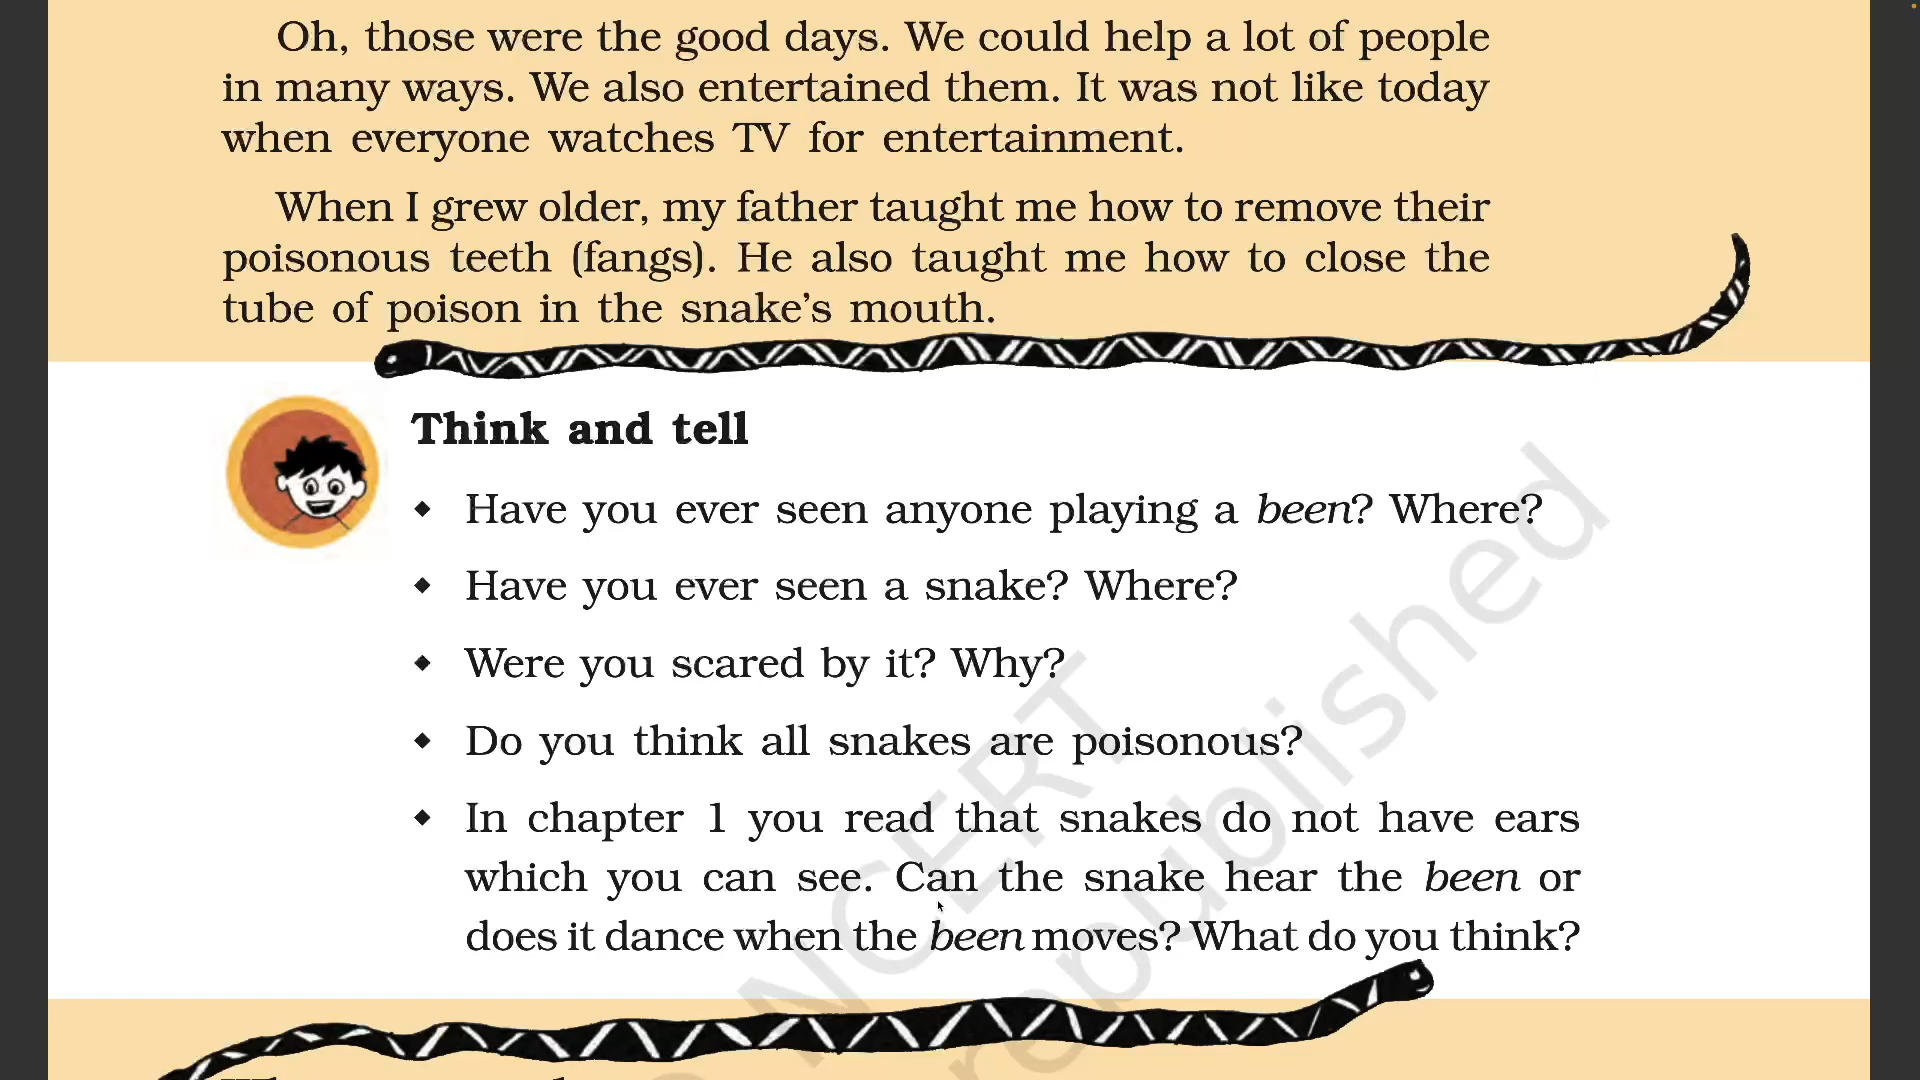 Oh, those were the good days. We could help a lot of people
in many ways. We also entertained them. It was not like today
when everyone watches TV for entertainment.
When I grew older, my father taught me how to remove their
poisonous teeth (fangs). He also taught me how to close the
tube of poison in the snake's mouth.
Think and tell
◆ Have you ever seen anyone playing a been? Where?
◆ Have you ever seen a snake? Where?
◆ Were you scared by it? Why?
◆ Do you think all snakes are poisonous?
◆ In chapter 1 you read that snakes do not have ears
which you can see. Can the snake hear the been or
does it dance when the been moves? What do you think?
NCERT
republished